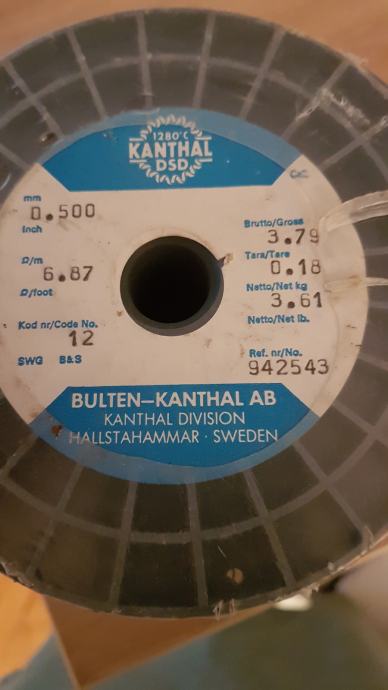 1280°C
KANTHAL
DSD
mm
0.500
Inch
Ω/m
6.87
Ω/foot
Kod nr/Code No.
12
SWG B&S
Brutto/Gross
3.79
Tara/Tare
0.18
Netto/Net kg
3.61
Netto/Net lb.
Ref. nr/No.
942543
BULTEN–KANTHAL AB
KANTHAL DIVISION
HALLSTAHAMMAR · SWEDEN